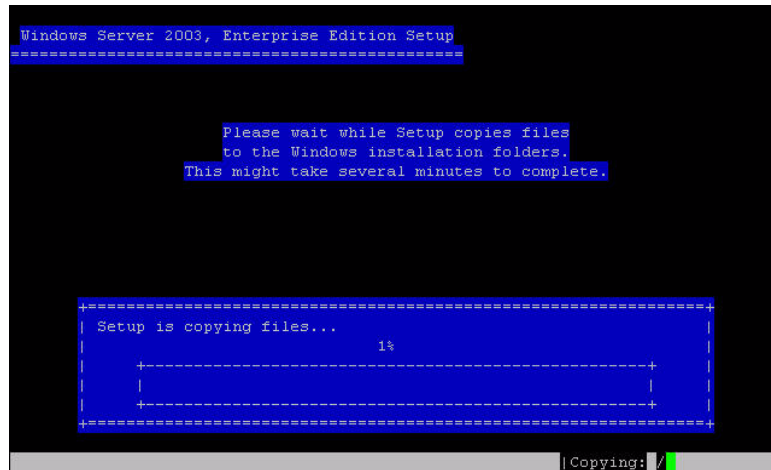 Windows Server 2003, Enterprise Edition Setup
===============================================
Please wait while Setup copies files
to the Windows installation folders.
This might take several minutes to complete.
Setup is copying files...
1%
|Copying: /